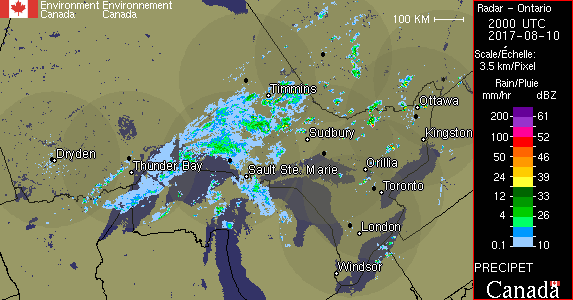 Environment Environnement
Canada Canada
100 KM
Timmins
Ottawa
Sudbury
Kingston
Dryden
Thunder Bay
Sault Ste. Marie
Orillia
Toronto
London
Windsor
Radar - Ontario
2000 UTC
2017-08-10
Scale/Échelle:
3.5 km/Pixel
Rain/Pluie
mm/hr dBZ
200 61
100 52
50 46
24 39
12 33
4 26
0.1 10
PRECIPET
Canada